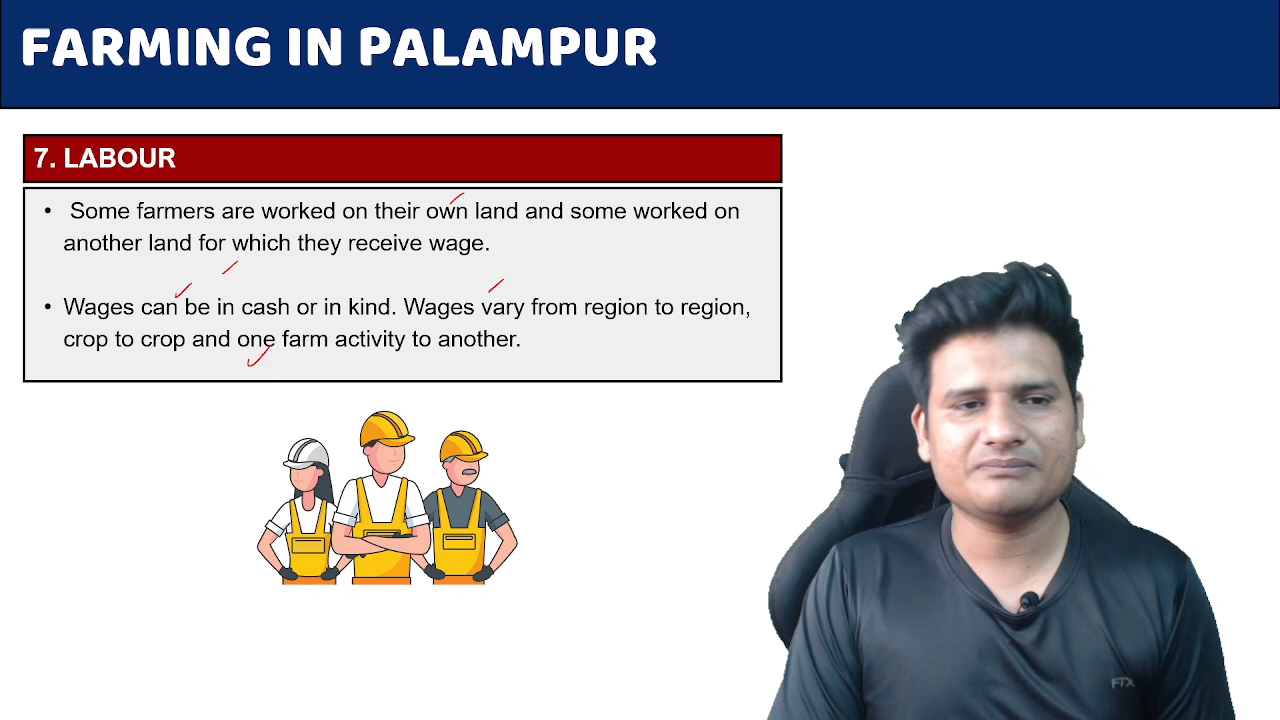 FARMING IN PALAMPUR
7. LABOUR
• Some farmers are worked on their own land and some worked on
another land for which they receive wage.
• Wages can be in cash or in kind. Wages vary from region to region,
crop to crop and one farm activity to another.
FTX